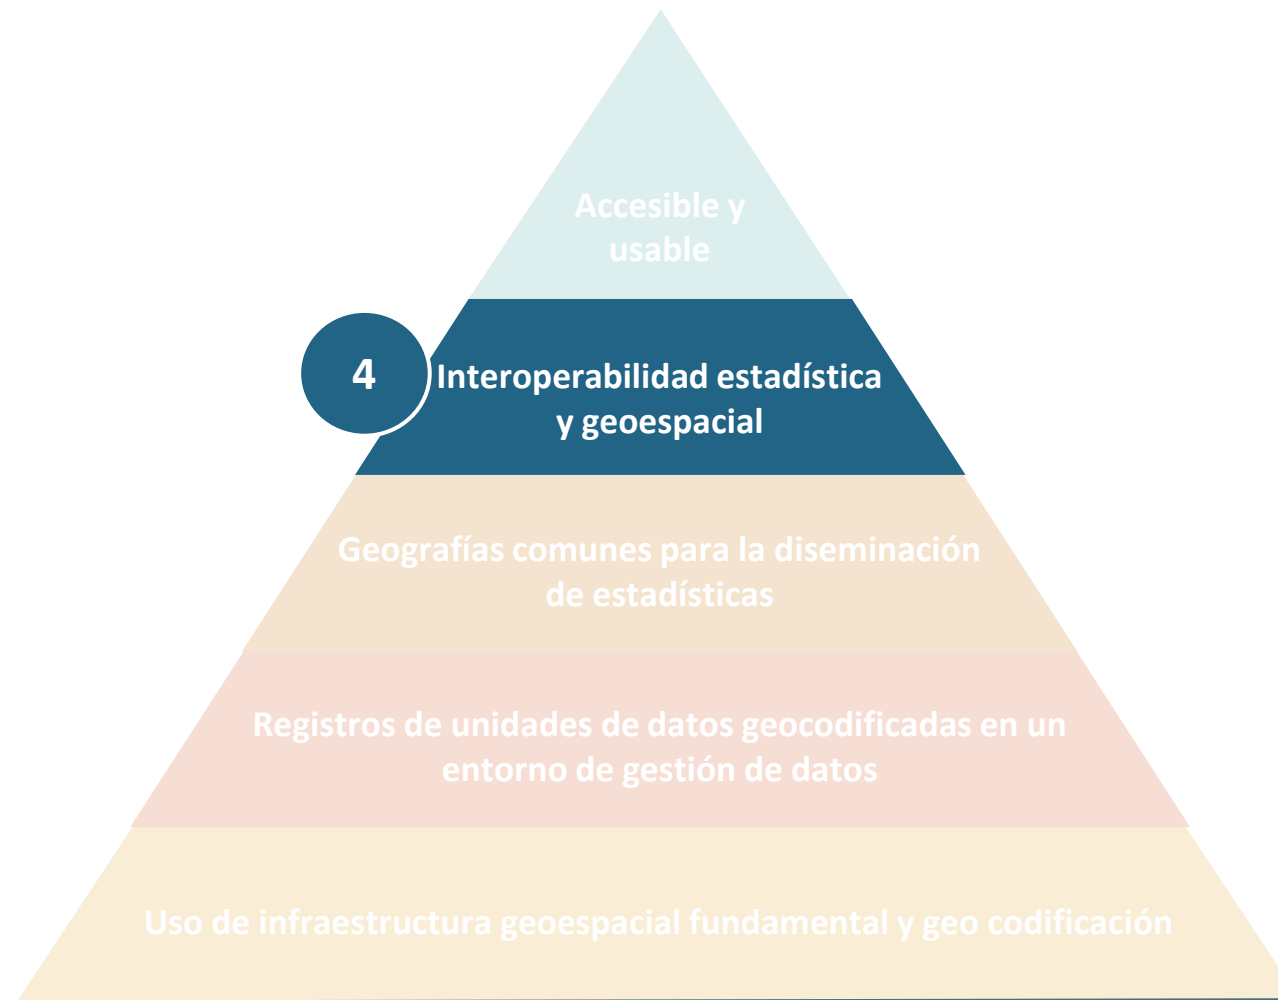 Accesible y
usable
4
Interoperabilidad estadística
y geoespacial
Geografías comunes para la diseminación
de estadísticas
Registros de unidades de datos geocodificadas en un
entorno de gestión de datos
Uso de infraestructura geoespacial fundamental y geo codificación